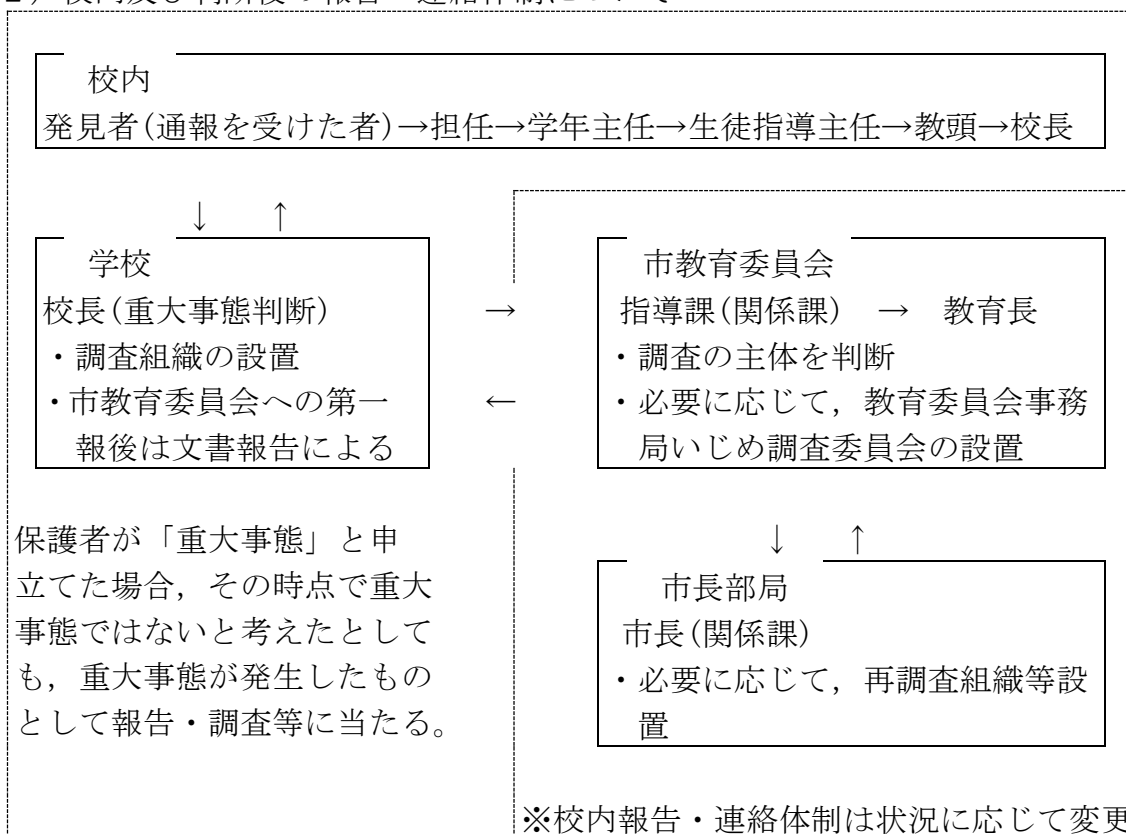 校内
発見者(通報を受けた者)→担任→学年主任→生徒指導主任→教頭→校長
↓ ↑
学校
校長(重大事態判断)
・調査組織の設置
・市教育委員会への第一
報後は文書報告による
→
←
市教育委員会
指導課(関係課) → 教育長
・調査の主体を判断
・必要に応じて，教育委員会事務
局いじめ調査委員会の設置
保護者が「重大事態」と申
立てた場合，その時点で重大
事態ではないと考えたとして
も，重大事態が発生したもの
として報告・調査等に当たる。
↓ ↑
市長部局
市長(関係課)
・必要に応じて，再調査組織等設
置
※校内報告・連絡体制は状況に応じて変更